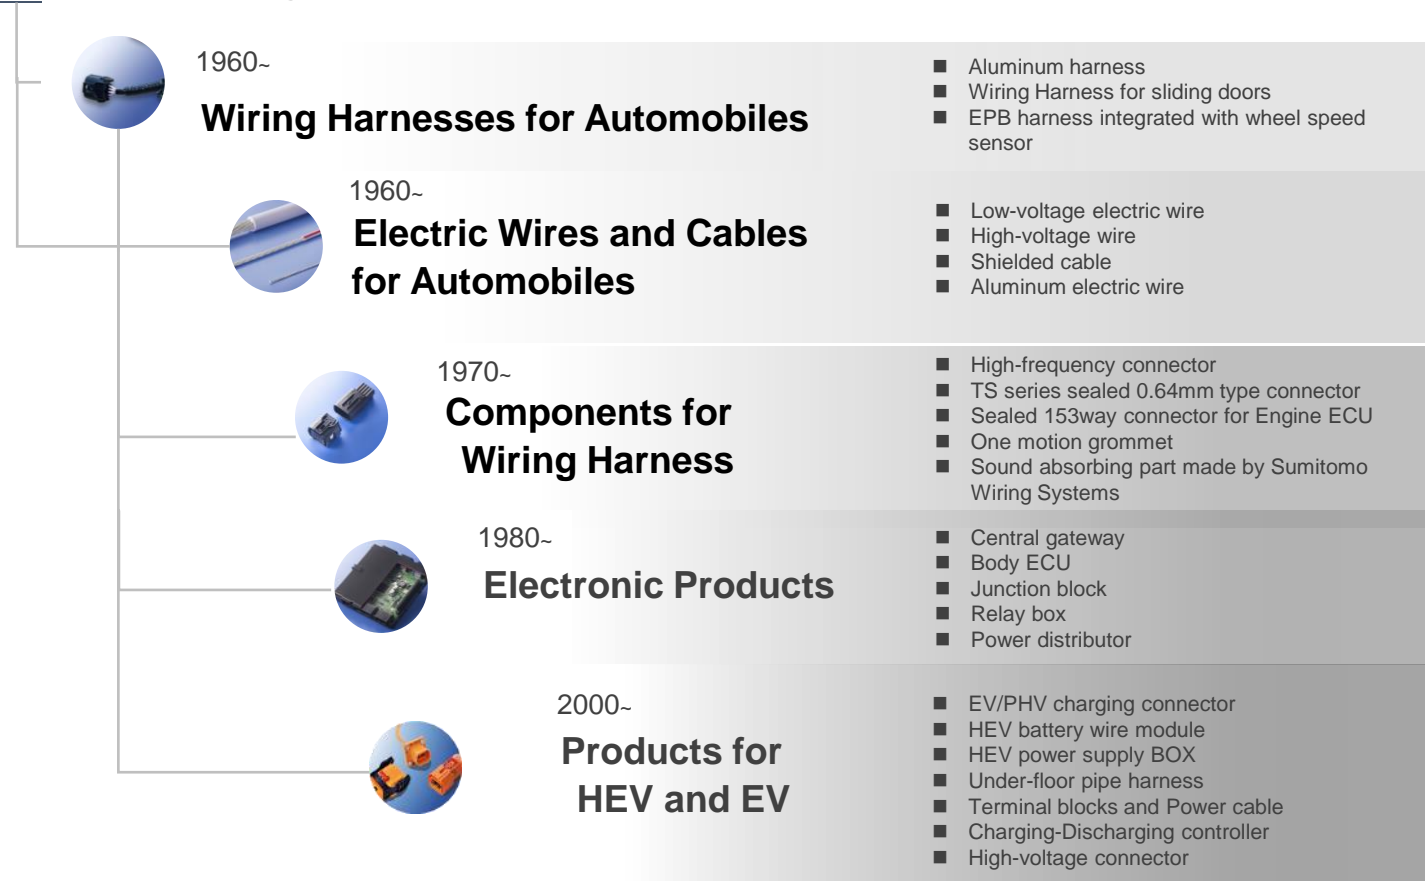 1960~
Wiring Harnesses for Automobiles
■ Aluminum harness
■ Wiring Harness for sliding doors
■ EPB harness integrated with wheel speed
sensor
1960~
Electric Wires and Cables
for Automobiles
■ Low-voltage electric wire
■ High-voltage wire
■ Shielded cable
■ Aluminum electric wire
1970~
Components for
Wiring Harness
■ High-frequency connector
■ TS series sealed 0.64mm type connector
■ Sealed 153way connector for Engine ECU
■ One motion grommet
■ Sound absorbing part made by Sumitomo
Wiring Systems
1980~
Electronic Products
■ Central gateway
■ Body ECU
■ Junction block
■ Relay box
■ Power distributor
2000~
Products for
HEV and EV
■ EV/PHV charging connector
■ HEV battery wire module
■ HEV power supply BOX
■ Under-floor pipe harness
■ Terminal blocks and Power cable
■ Charging-Discharging controller
■ High-voltage connector